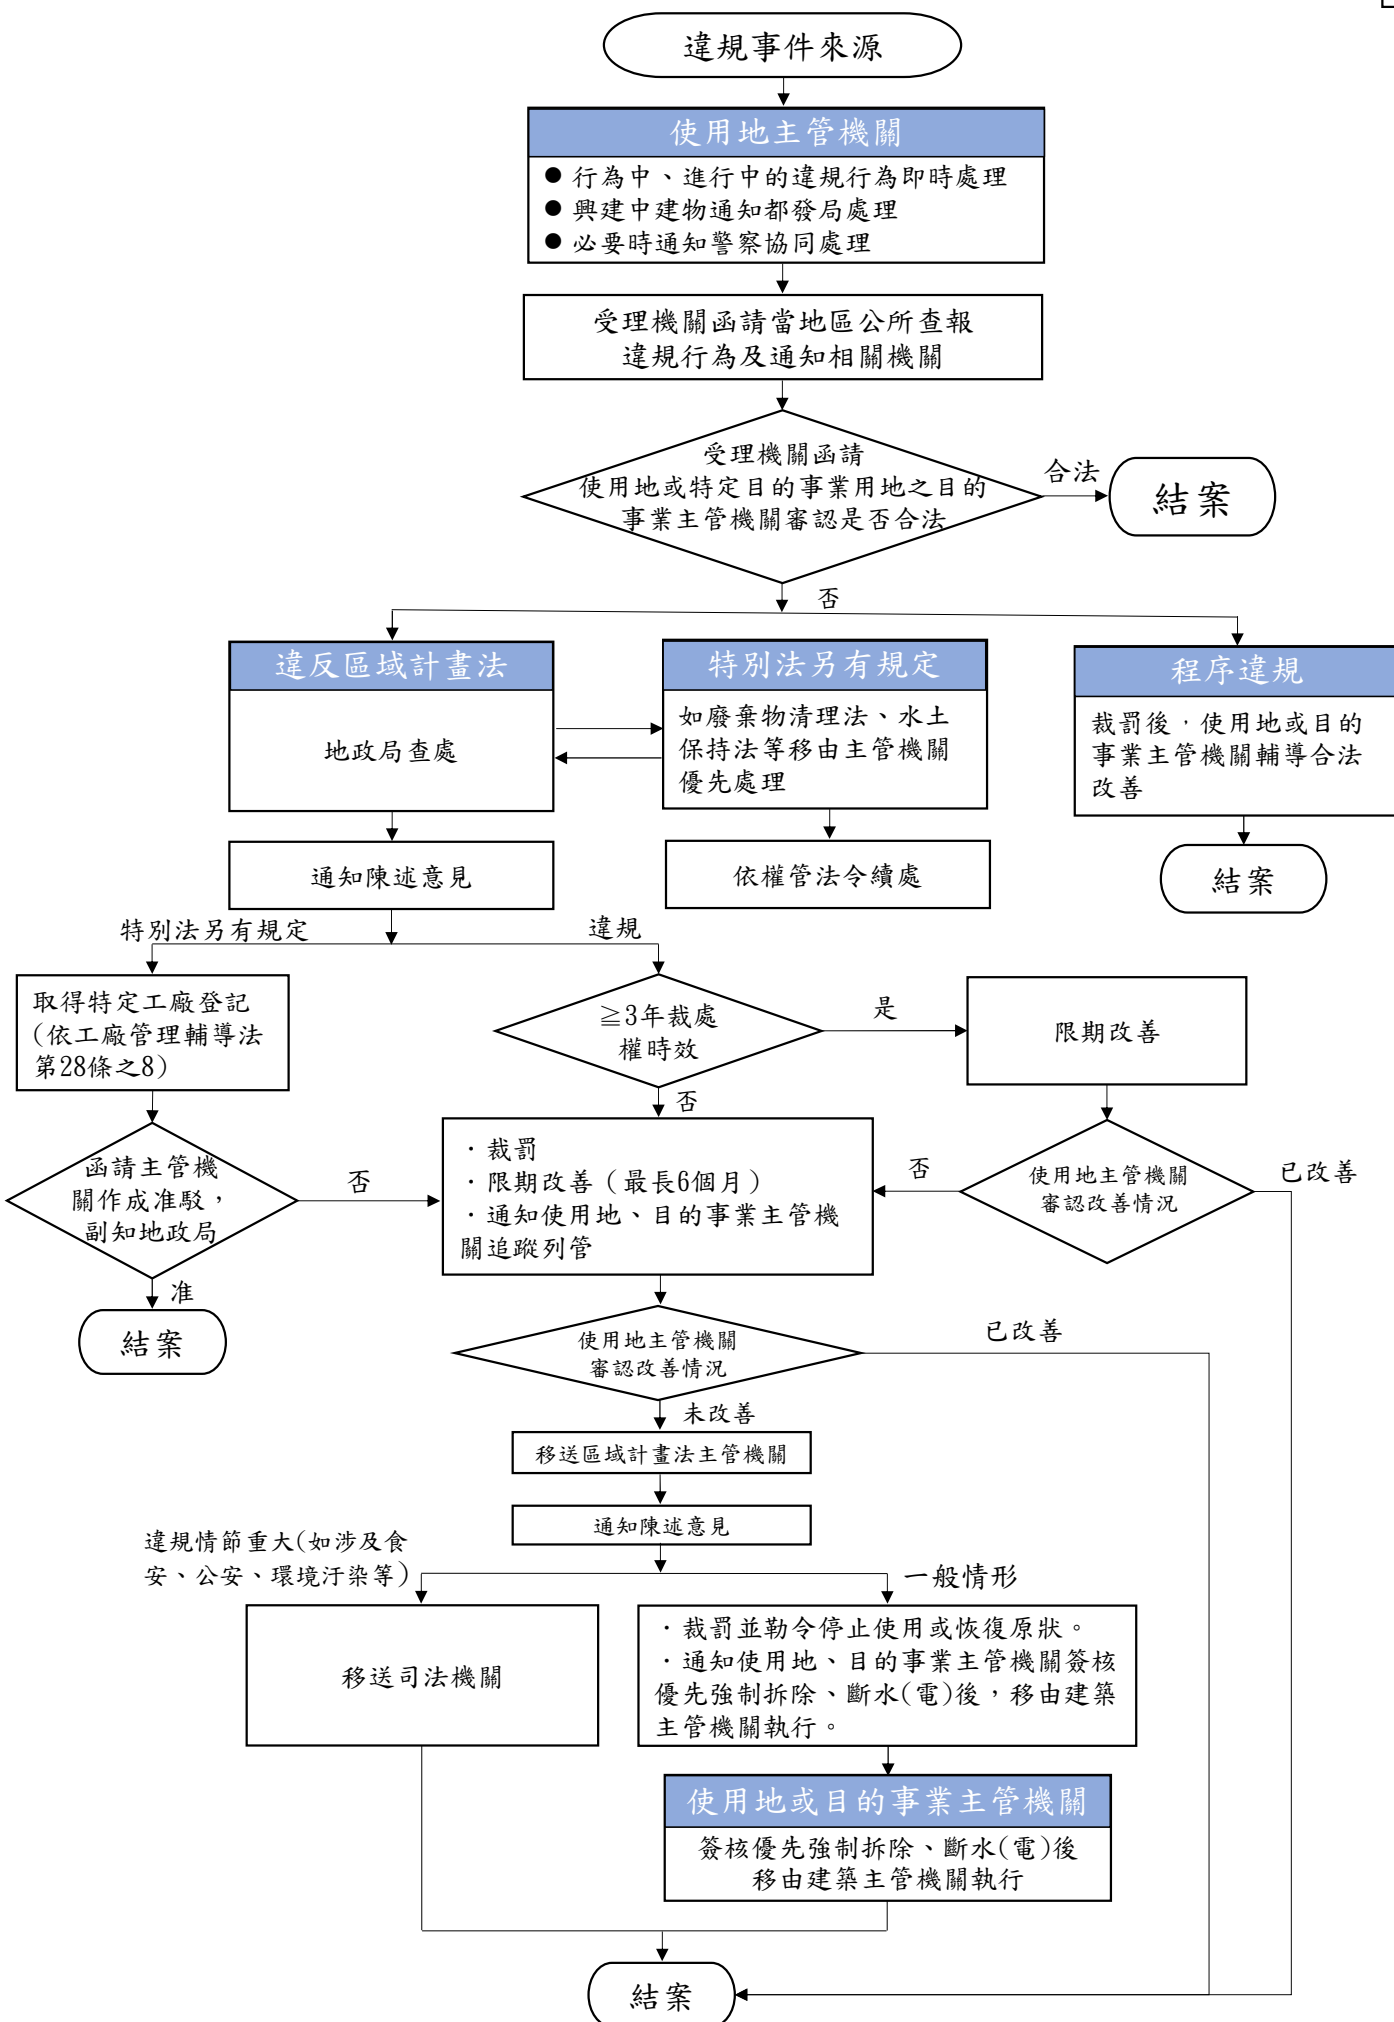 違規事件來源
使用地主管機關
● 行為中、進行中的違規行為即時處理
● 興建中建物通知都發局處理
● 必要時通知警察協同處理
受理機關函請當地區公所查報
違規行為及通知相關機關
受理機關函請
使用地或特定目的事業用地之目的
事業主管機關審認是否合法
合法
結案
否
違反區域計畫法
地政局查處
特別法另有規定
如廢棄物清理法、水土
保持法等移由主管機關
優先處理
程序違規
裁罰後，使用地或目的
事業主管機關輔導合法
改善
通知陳述意見
依權管法令續處
結案
特別法另有規定
違規
取得特定工廠登記
(依工廠管理輔導法
第28條之8)
≧3年裁處
權時效
是
限期改善
否
函請主管機
關作成准駁，
副知地政局
否
・裁罰
・限期改善（最長6個月）
・通知使用地、目的事業主管機
關追蹤列管
否
使用地主管機關
審認改善情況
已改善
准
結案
使用地主管機關
審認改善情況
已改善
未改善
移送區域計畫法主管機關
通知陳述意見
違規情節重大(如涉及食
安、公安、環境汙染等)
一般情形
移送司法機關
・裁罰並勒令停止使用或恢復原狀。
・通知使用地、目的事業主管機關簽核
優先強制拆除、斷水(電)後，移由建築
主管機關執行。
使用地或目的事業主管機關
簽核優先強制拆除、斷水(電)後
移由建築主管機關執行
結案